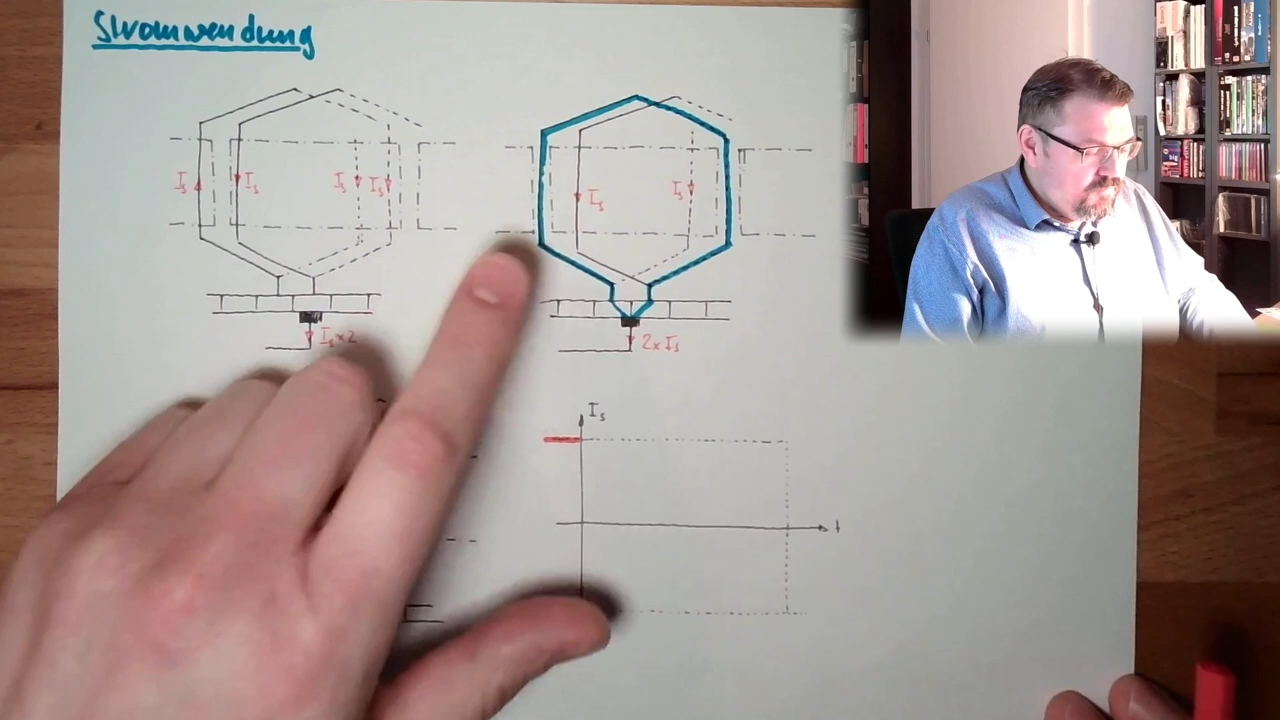 Stromwendung
Is Is Is Is
Is Is
Is x 2
2x Is
Is
t